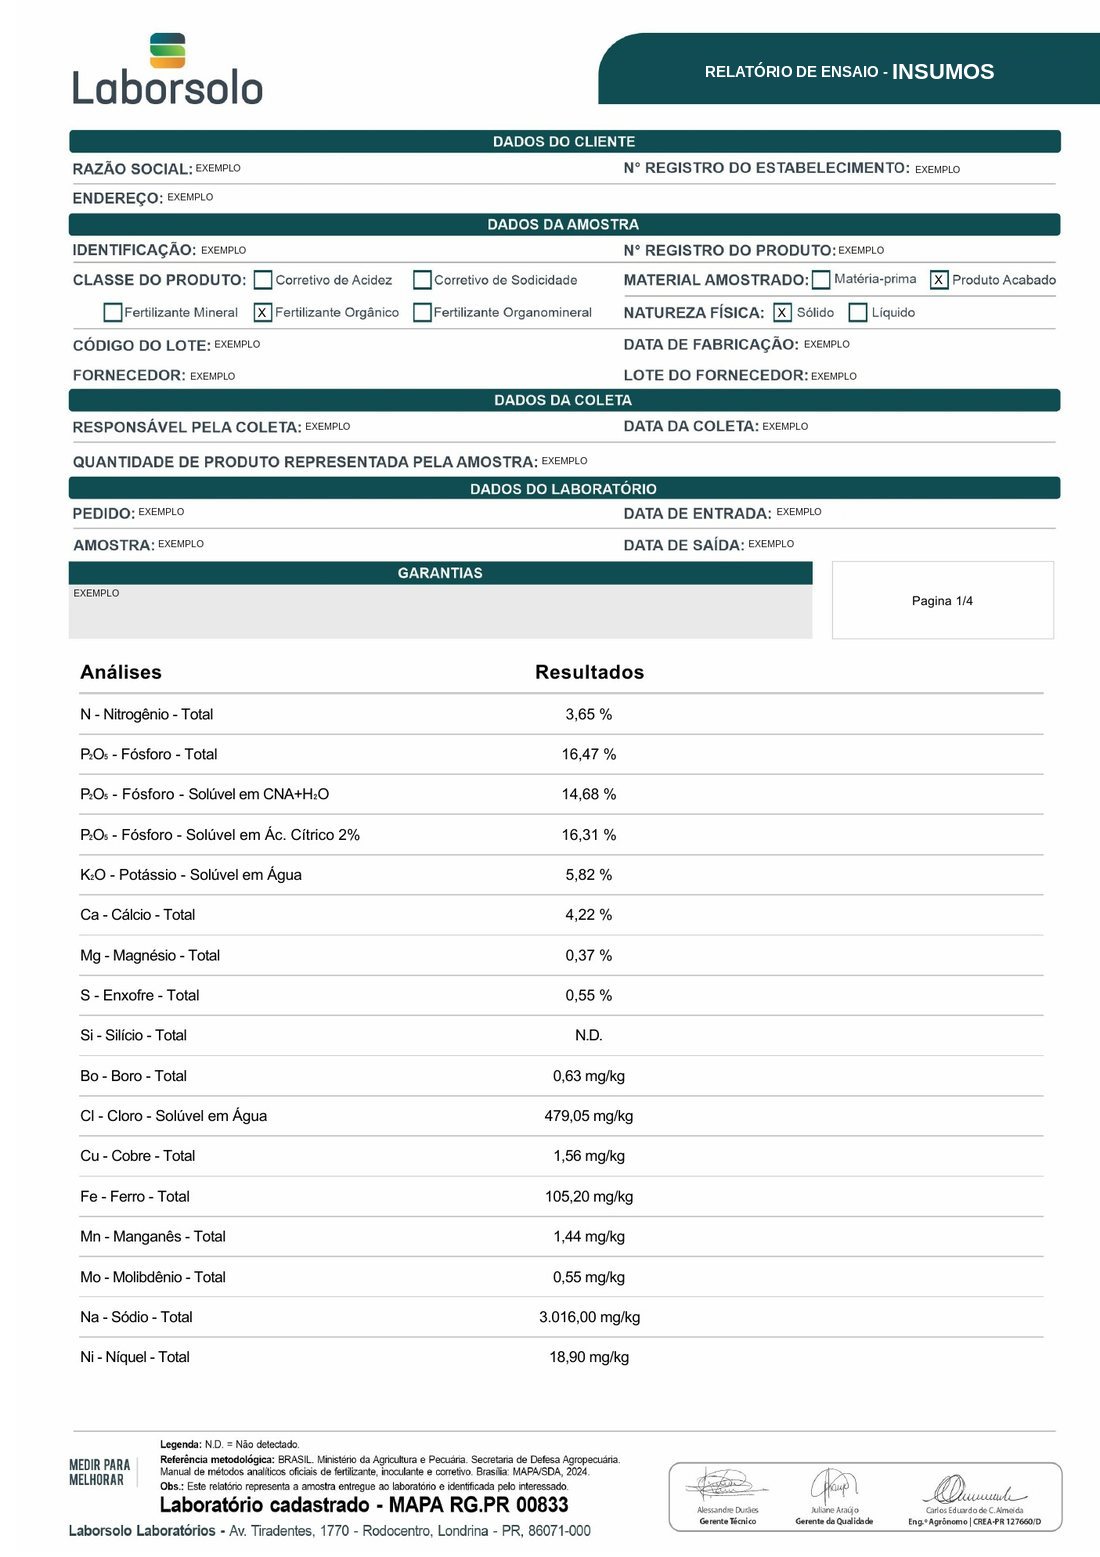 Laborsolo
RELATÓRIO DE ENSAIO - INSUMOS
DADOS DO CLIENTE
RAZÃO SOCIAL: EXEMPLO
N° REGISTRO DO ESTABELECIMENTO: EXEMPLO
ENDEREÇO: EXEMPLO
DADOS DA AMOSTRA
IDENTIFICAÇÃO: EXEMPLO
N° REGISTRO DO PRODUTO: EXEMPLO
CLASSE DO PRODUTO: Corretivo de Acidez Corretivo de Sodicidade
MATERIAL AMOSTRADO: Matéria-prima X Produto Acabado
Fertilizante Mineral X Fertilizante Orgânico Fertilizante Organomineral
NATUREZA FÍSICA: X Sólido Líquido
CÓDIGO DO LOTE: EXEMPLO
DATA DE FABRICAÇÃO: EXEMPLO
FORNECEDOR: EXEMPLO
LOTE DO FORNECEDOR: EXEMPLO
DADOS DA COLETA
RESPONSÁVEL PELA COLETA: EXEMPLO
DATA DA COLETA: EXEMPLO
QUANTIDADE DE PRODUTO REPRESENTADA PELA AMOSTRA: EXEMPLO
DADOS DO LABORATÓRIO
PEDIDO: EXEMPLO
DATA DE ENTRADA: EXEMPLO
AMOSTRA: EXEMPLO
DATA DE SAÍDA: EXEMPLO
GARANTIAS
EXEMPLO
Pagina 1/4
Análises Resultados
N - Nitrogênio - Total 3,65 %
P₂O₅ - Fósforo - Total 16,47 %
P₂O₅ - Fósforo - Solúvel em CNA+H₂O 14,68 %
P₂O₅ - Fósforo - Solúvel em Ác. Cítrico 2% 16,31 %
K₂O - Potássio - Solúvel em Água 5,82 %
Ca - Cálcio - Total 4,22 %
Mg - Magnésio - Total 0,37 %
S - Enxofre - Total 0,55 %
Si - Silício - Total N.D.
Bo - Boro - Total 0,63 mg/kg
Cl - Cloro - Solúvel em Água 479,05 mg/kg
Cu - Cobre - Total 1,56 mg/kg
Fe - Ferro - Total 105,20 mg/kg
Mn - Manganês - Total 1,44 mg/kg
Mo - Molibdênio - Total 0,55 mg/kg
Na - Sódio - Total 3.016,00 mg/kg
Ni - Níquel - Total 18,90 mg/kg
MEDIR PARA
MELHORAR
Legenda: N.D. = Não detectado.
Referência metodológica: BRASIL. Ministério da Agricultura e Pecuária. Secretaria de Defesa Agropecuária.
Manual de métodos analíticos oficiais de fertilizante, inoculante e corretivo. Brasília: MAPA/SDA, 2024.
Obs.: Este relatório representa a amostra entregue ao laboratório e identificada pelo interessado.
Laboratório cadastrado - MAPA RG.PR 00833
Laborsolo Laboratórios - Av. Tiradentes, 1770 - Rodocentro, Londrina - PR, 86071-000
Alessandre Durães
Gerente Técnico
Juliane Araújo
Gerente da Qualidade
Carlos Eduardo de C. Almeida
Eng.º Agrônomo | CREA-PR 127660/D